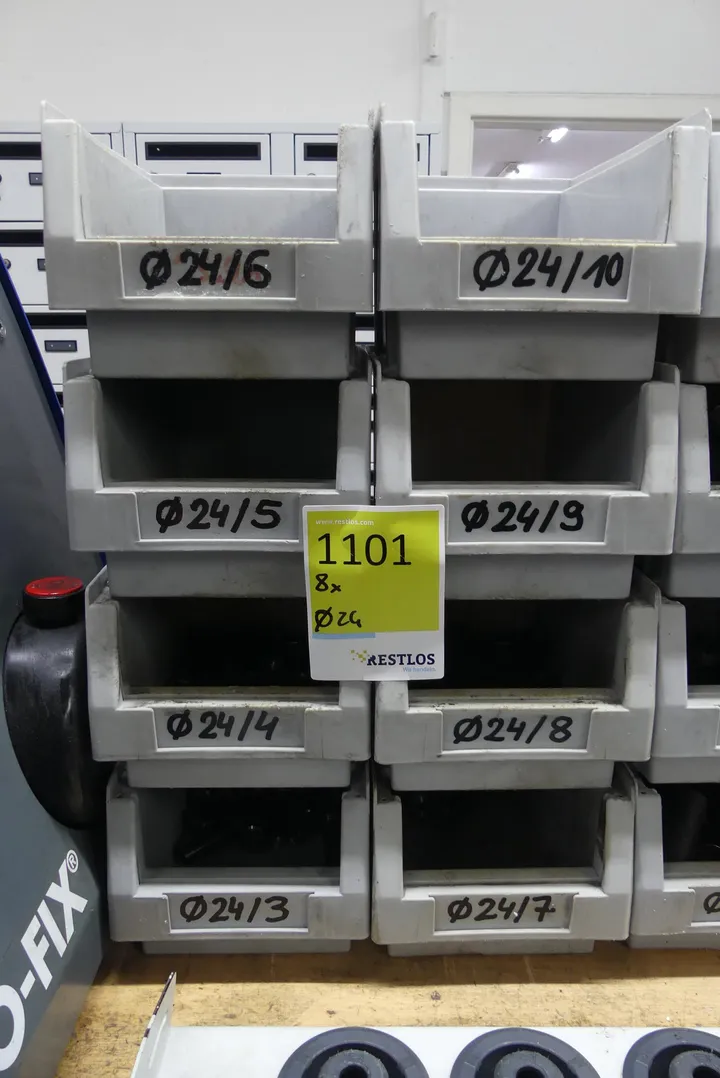 Ø24/6
Ø24/10
Ø24/5
Ø24/9
www.restlos.com
1101
8x
Ø24
RESTLOS
Ø24/4
Ø24/8
Ø24/3
Ø24/7
Ø
O-FIX®